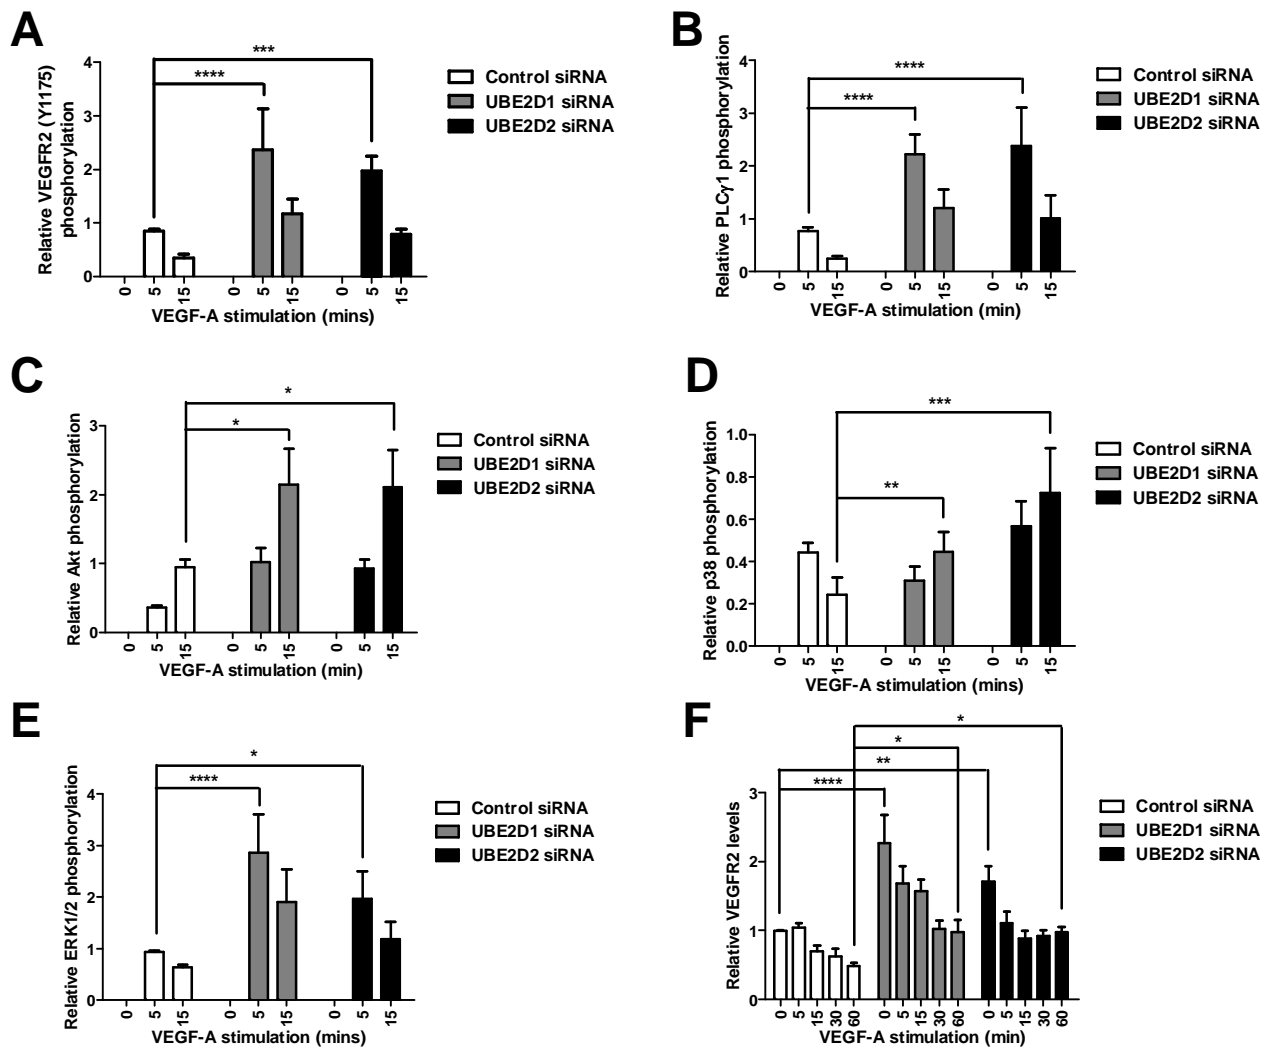 A
Relative VEGFR2 (Y1175)
phosphorylation
4
3
2
1
0
***
****
0 5 15 0 5 15 0 5 15
VEGF-A stimulation (mins)
Control siRNA
UBE2D1 siRNA
UBE2D2 siRNA
B
Relative PLCγ1 phosphorylation
4
3
2
1
0
****
****
0 5 15 0 5 15 0 5 15
VEGF-A stimulation (min)
Control siRNA
UBE2D1 siRNA
UBE2D2 siRNA
C
Relative Akt phosphorylation
3
2
1
0
*
*
0 5 15 0 5 15 0 5 15
VEGF-A stimulation (min)
Control siRNA
UBE2D1 siRNA
UBE2D2 siRNA
D
Relative p38 phosphorylation
1.0
0.8
0.6
0.4
0.2
0.0
***
**
0 5 15 0 5 15 0 5 15
VEGF-A stimulation (mins)
Control siRNA
UBE2D1 siRNA
UBE2D2 siRNA
E
Relative ERK1/2 phosphorylation
4
3
2
1
0
*
****
0 5 15 0 5 15 0 5 15
VEGF-A stimulation (mins)
Control siRNA
UBE2D1 siRNA
UBE2D2 siRNA
F
Relative VEGFR2 levels
3
2
1
0
*
*
**
****
0 5 15 30 60 0 5 15 30 60 0 5 15 30 60
VEGF-A stimulation (min)
Control siRNA
UBE2D1 siRNA
UBE2D2 siRNA